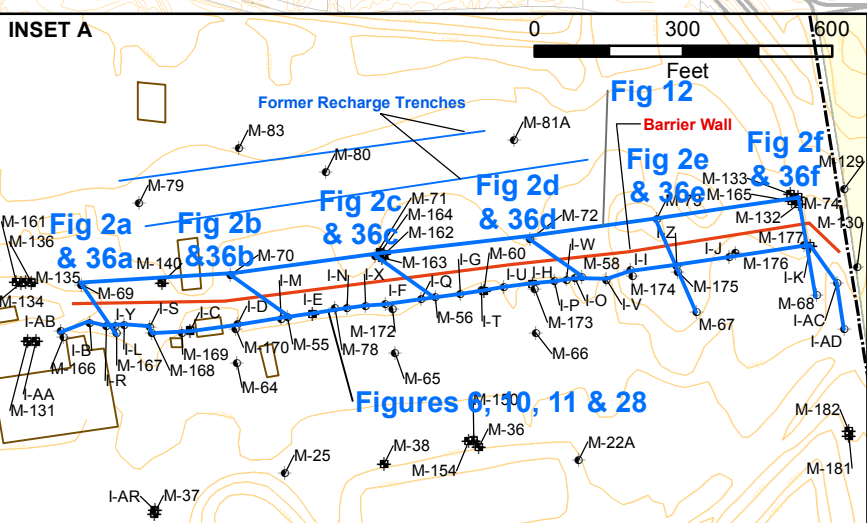 INSET A
0 300 600
Feet
Fig 12
Former Recharge Trenches
Barrier Wall
M-83
M-81A
M-80
M-79
Fig 2f
& 36f
M-129
Fig 2e
& 36e
M-133
M-165
M-73
M-74
M-132
M-130
Fig 2d
& 36d
M-72
Fig 2c
& 36c
M-71
M-164
M-162
M-163
Fig 2b
&36b
M-70
M-140
Fig 2a
& 36a
M-161
M-136
M-135
M-134
M-69
I-Z
I-J
M-177
M-176
I-K
I-W
M-60
I-G
M-58
I-I
M-174
M-175
I-M
I-N
I-X
I-F
I-Q
I-U
I-H
I-P
I-O
I-V
M-68
I-AC
I-AD
I-AB
I-Y
I-S
I-C
I-D
I-E
M-56
I-T
M-173
M-67
I-B
I-L
M-166
I-R
M-167
M-168
M-169
M-170
M-55
M-78
M-172
M-66
M-65
M-64
I-AA
M-131
Figures 6, 10, 11 & 28
M-150
M-36
M-38
M-154
M-22A
M-25
M-182
M-181
I-AR
M-37